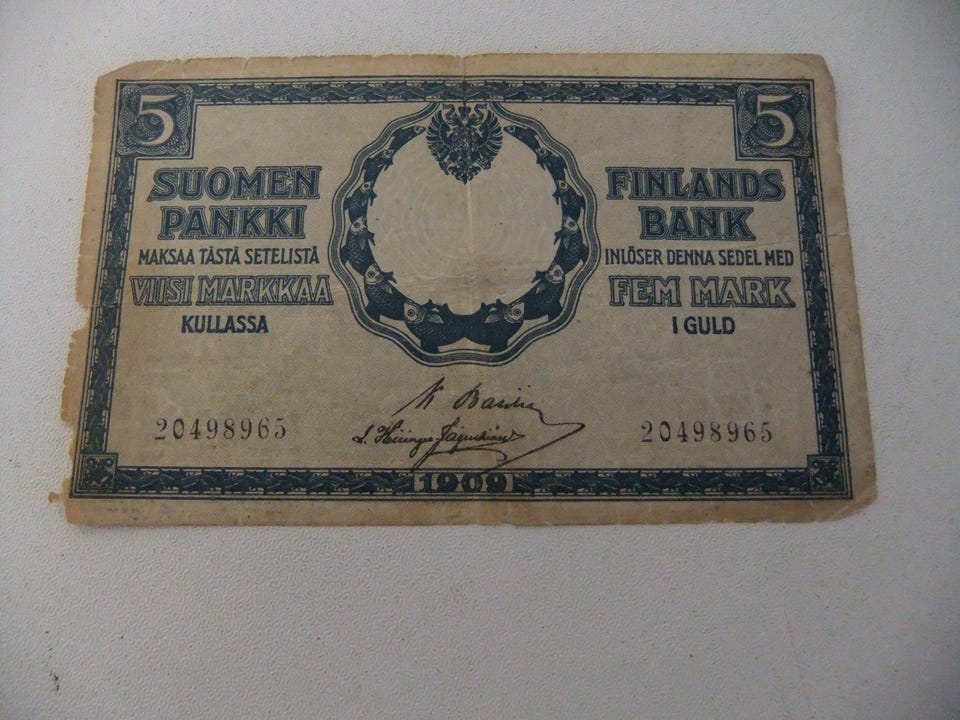 5
5
SUOMEN
PANKKI
MAKSAA TÄSTÄ SETELISTÄ
VIISI MARKKAA
KULLASSA
FINLANDS
BANK
INLÖSER DENNA SEDEL MED
FEM MARK
I GULD
20498965
20498965
1909